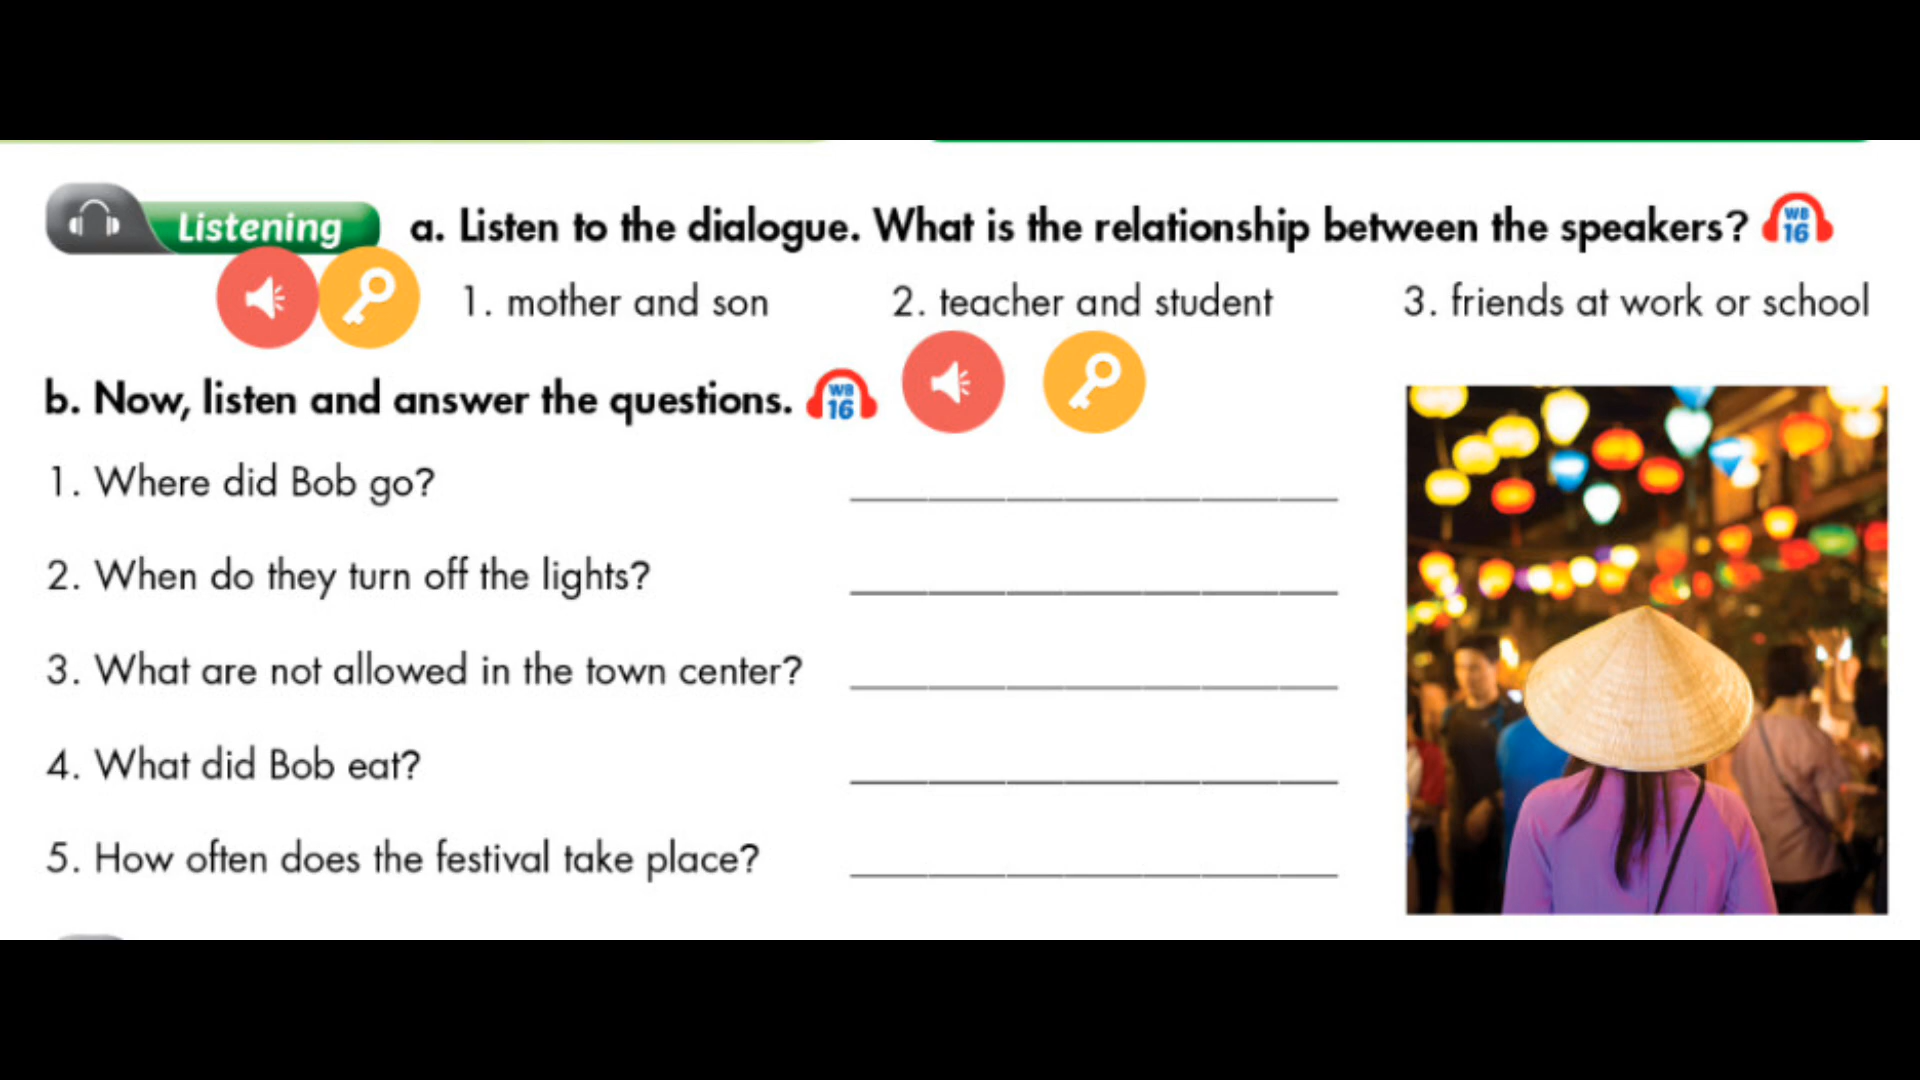 Listening a. Listen to the dialogue. What is the relationship between the speakers? WB 16
1. mother and son 2. teacher and student 3. friends at work or school
b. Now, listen and answer the questions. WB 16
1. Where did Bob go?
2. When do they turn off the lights?
3. What are not allowed in the town center?
4. What did Bob eat?
5. How often does the festival take place?